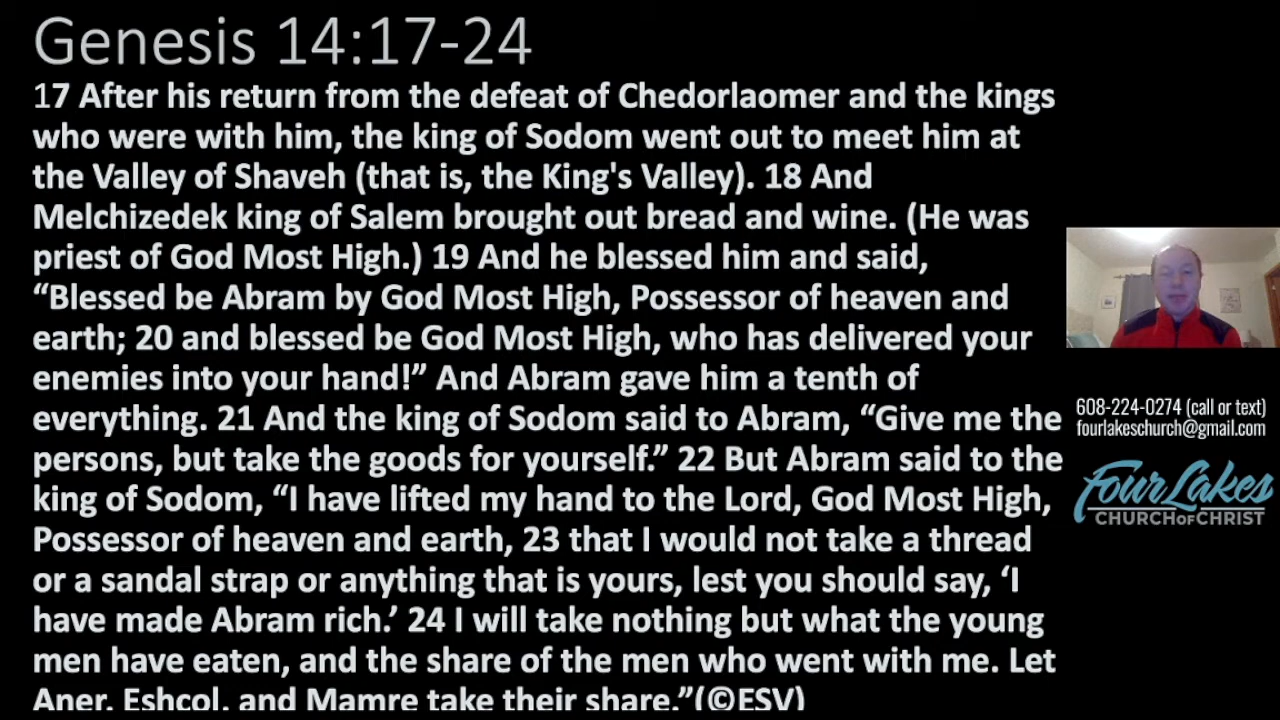 Genesis 14:17-24
17 After his return from the defeat of Chedorlaomer and the kings
who were with him, the king of Sodom went out to meet him at
the Valley of Shaveh (that is, the King's Valley). 18 And
Melchizedek king of Salem brought out bread and wine. (He was
priest of God Most High.) 19 And he blessed him and said,
“Blessed be Abram by God Most High, Possessor of heaven and
earth; 20 and blessed be God Most High, who has delivered your
enemies into your hand!” And Abram gave him a tenth of
everything. 21 And the king of Sodom said to Abram, “Give me the
persons, but take the goods for yourself.” 22 But Abram said to the
king of Sodom, “I have lifted my hand to the Lord, God Most High,
Possessor of heaven and earth, 23 that I would not take a thread
or a sandal strap or anything that is yours, lest you should say, ‘I
have made Abram rich.’ 24 I will take nothing but what the young
men have eaten, and the share of the men who went with me. Let
Aner, Eshcol, and Mamre take their share.”(©ESV)
608-224-0274 (call or text)
fourlakeschurch@gmail.com
Four Lakes
CHURCH OF CHRIST